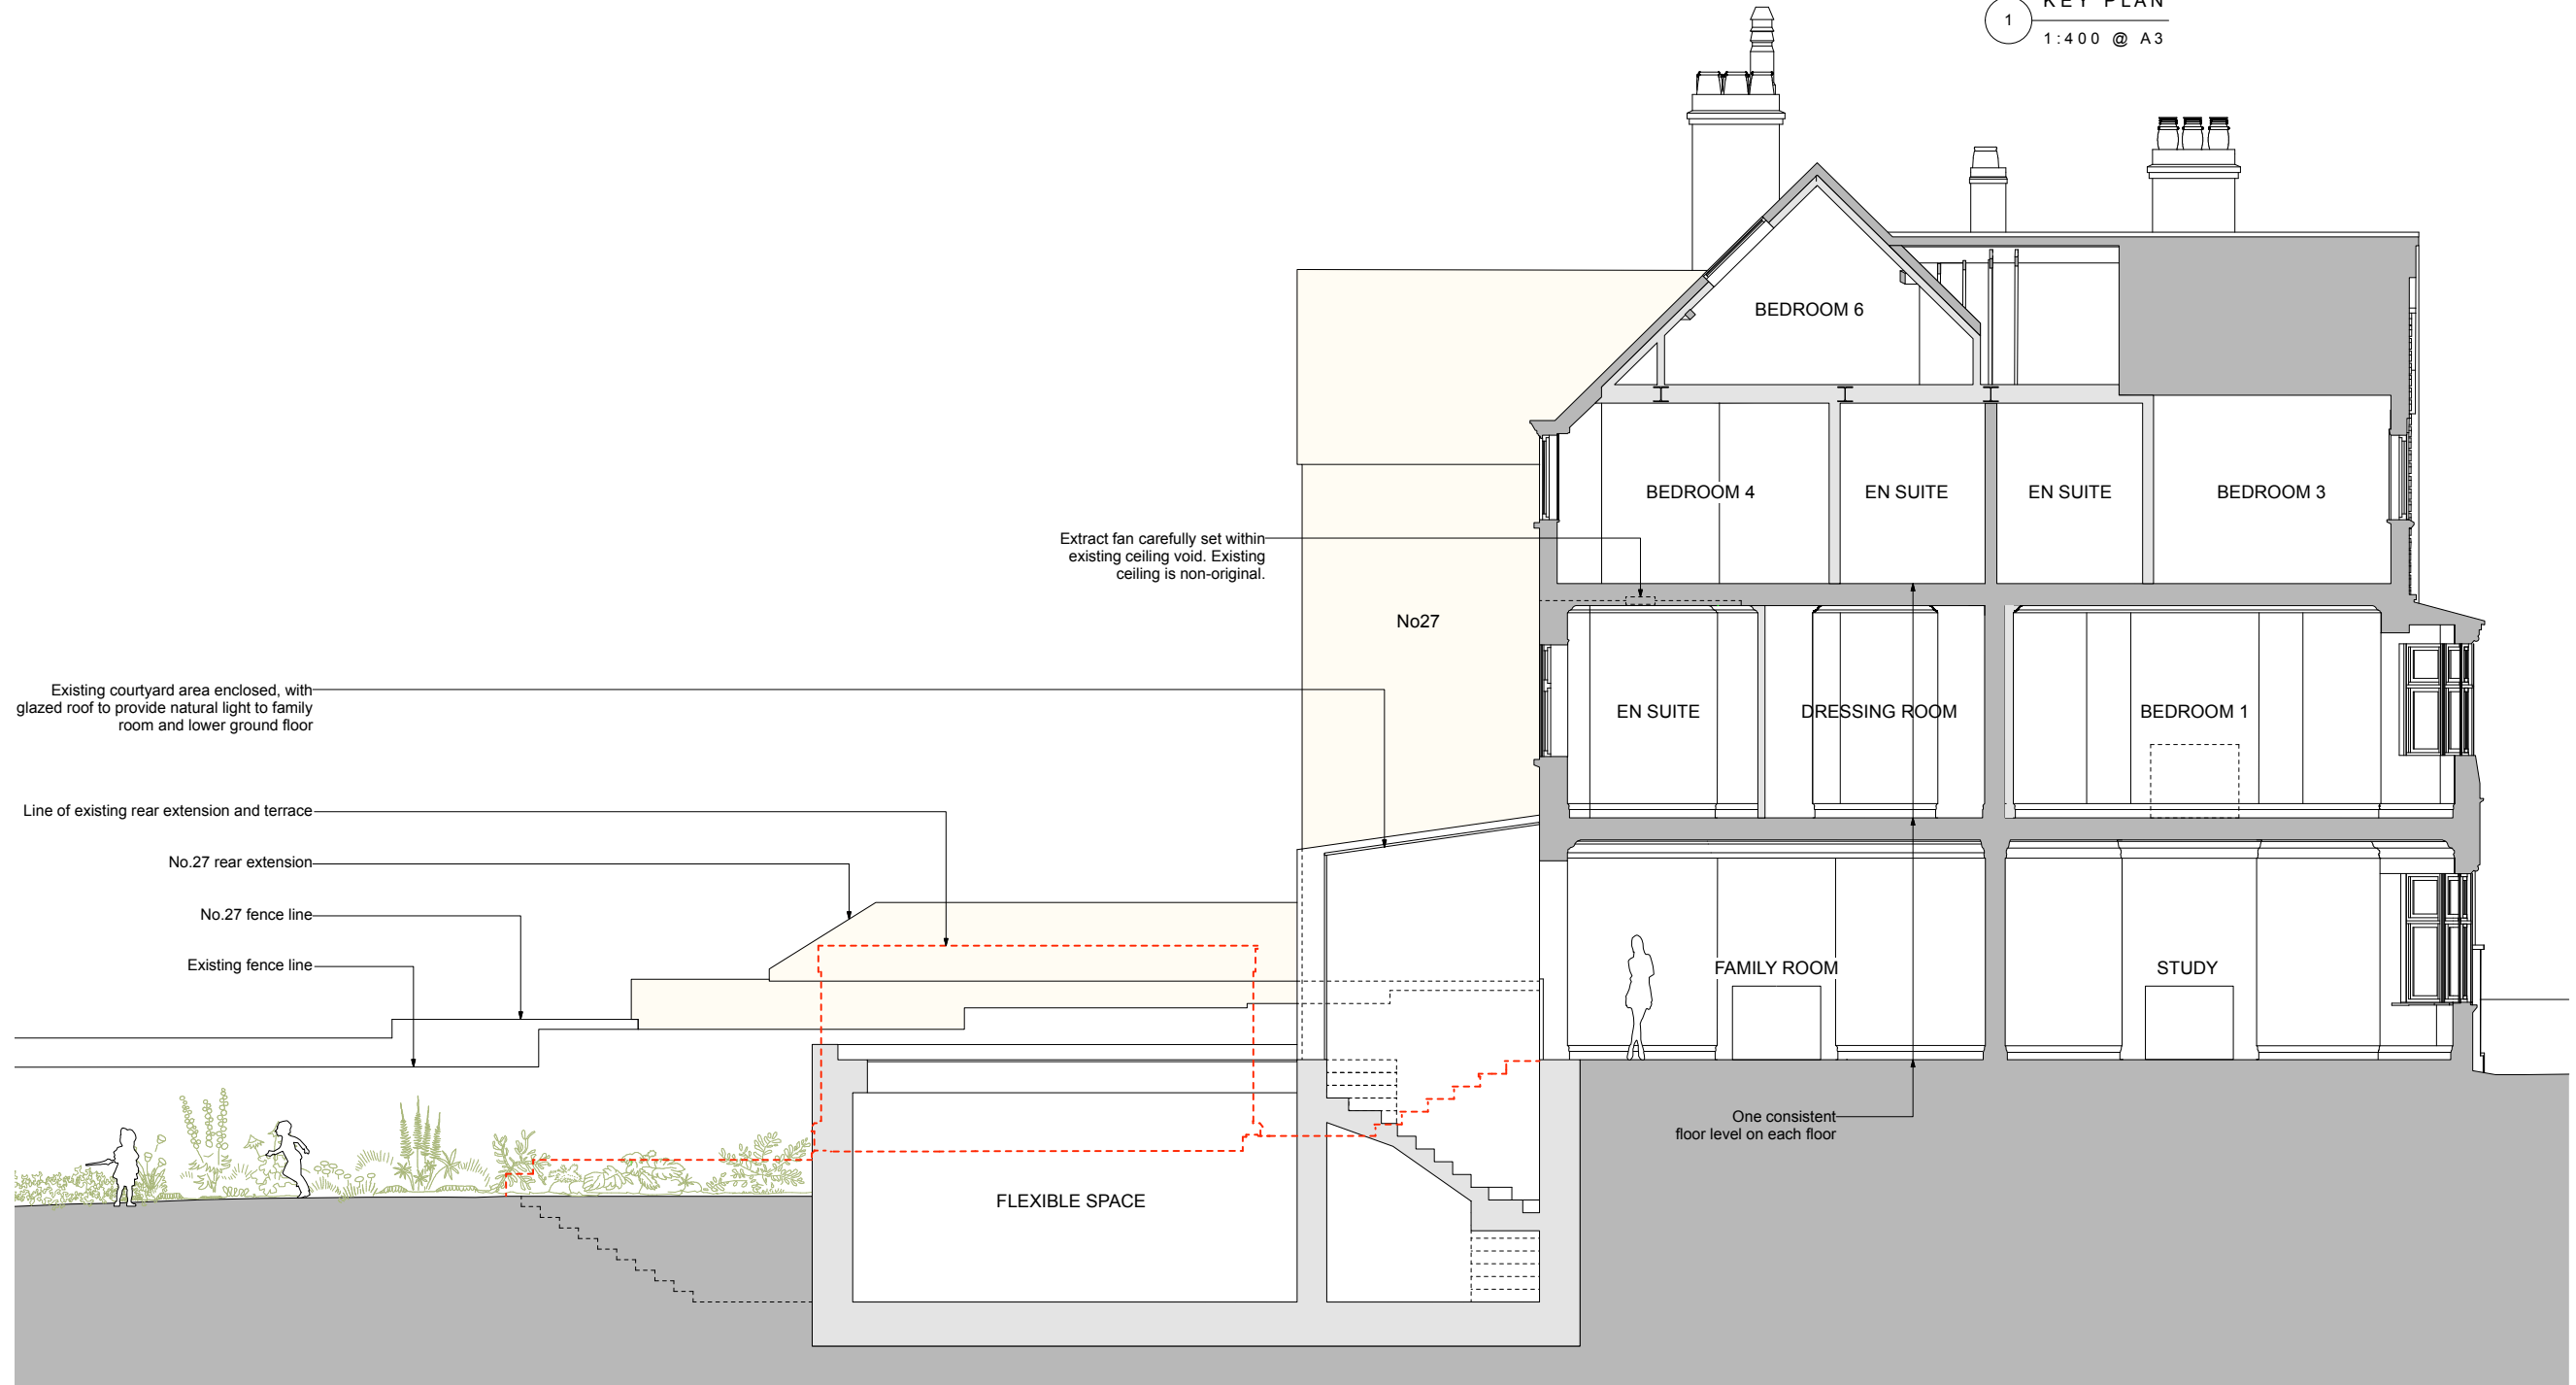 KEY PLAN
1
1:400 @ A3
BEDROOM 6
BEDROOM 4
EN SUITE
EN SUITE
BEDROOM 3
Extract fan carefully set within
existing ceiling void. Existing
ceiling is non-original.
No27
Existing courtyard area enclosed, with
glazed roof to provide natural light to family
room and lower ground floor
EN SUITE
DRESSING ROOM
BEDROOM 1
Line of existing rear extension and terrace
No.27 rear extension
No.27 fence line
Existing fence line
FAMILY ROOM
STUDY
One consistent
floor level on each floor
FLEXIBLE SPACE